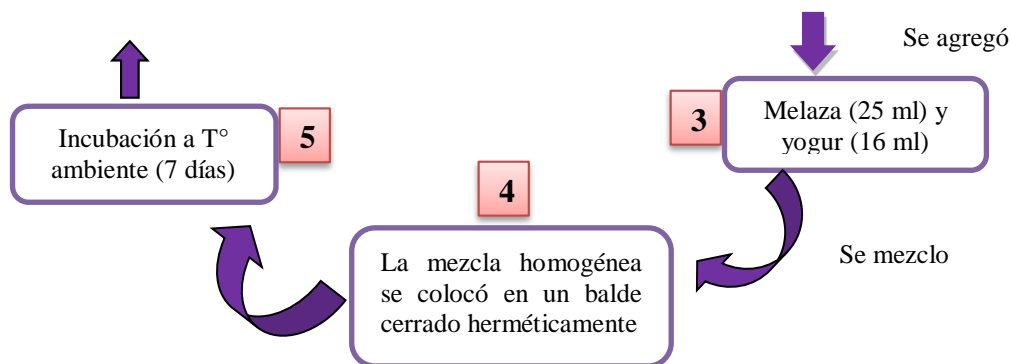 Se agregó
3
Melaza (25 ml) y
yogur (16 ml)
Se mezclo
4
La mezcla homogénea
se colocó en un balde
cerrado herméticamente
5
Incubación a T°
ambiente (7 días)